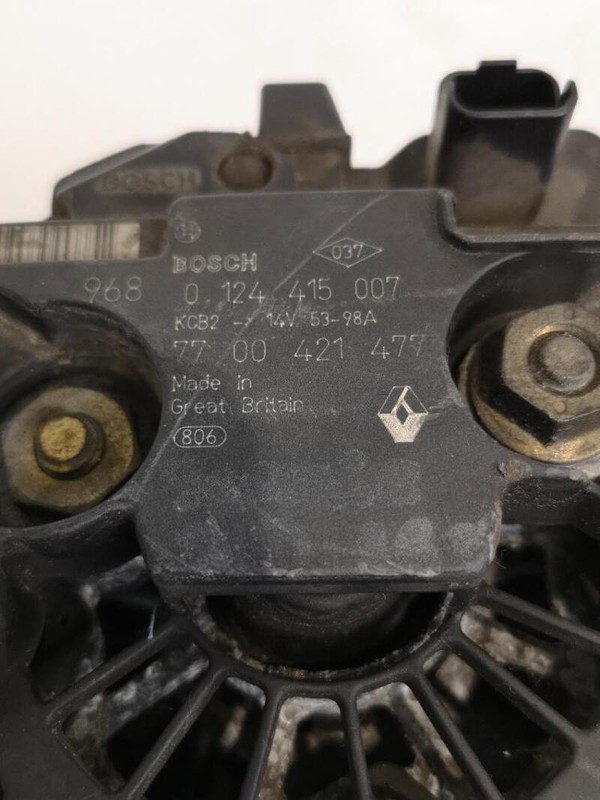 BOSCH
BOSCH
037
968 0 124 415 007
KCB2 -> 14V 53-98A
77 00 421 477
Made in
Great Britain
806